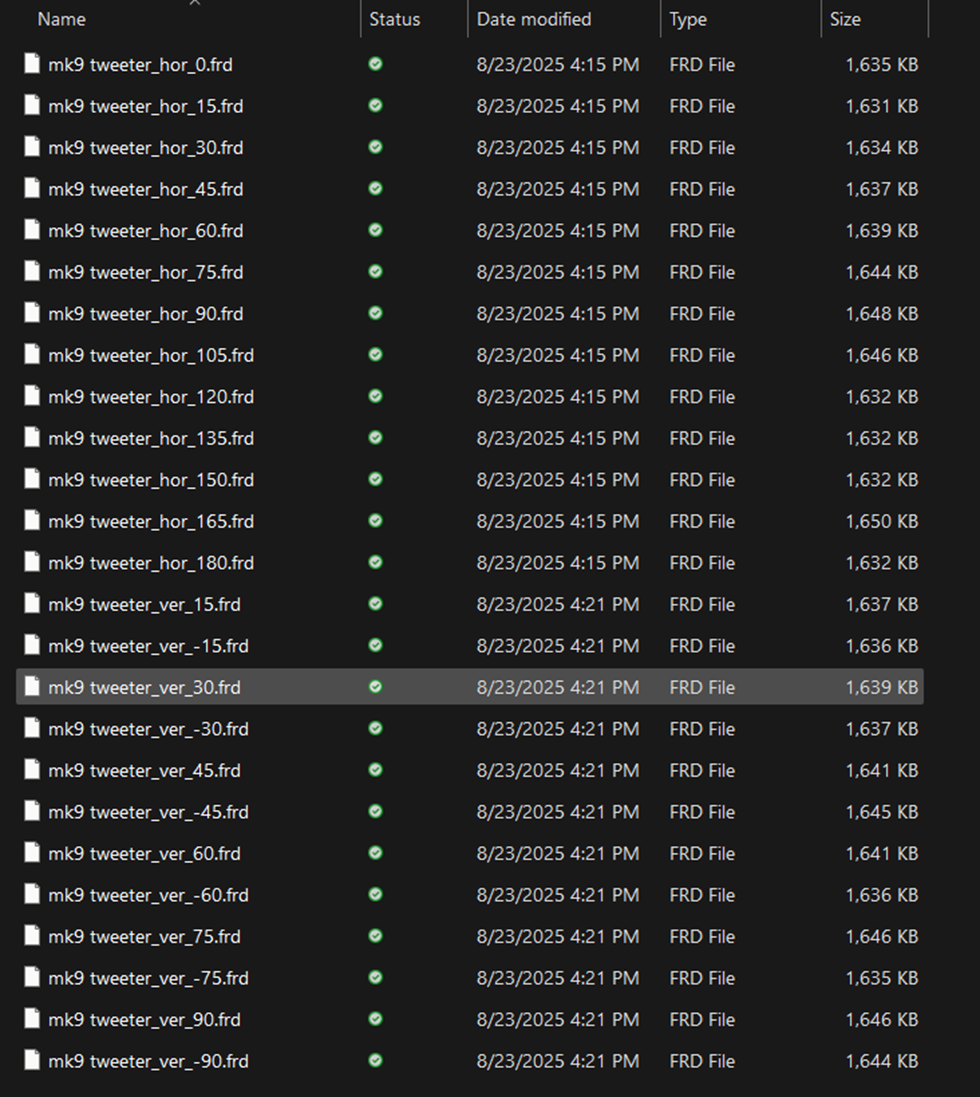 Name Status Date modified Type Size
mk9 tweeter_hor_0.frd 8/23/2025 4:15 PM FRD File 1,635 KB
mk9 tweeter_hor_15.frd 8/23/2025 4:15 PM FRD File 1,631 KB
mk9 tweeter_hor_30.frd 8/23/2025 4:15 PM FRD File 1,634 KB
mk9 tweeter_hor_45.frd 8/23/2025 4:15 PM FRD File 1,637 KB
mk9 tweeter_hor_60.frd 8/23/2025 4:15 PM FRD File 1,639 KB
mk9 tweeter_hor_75.frd 8/23/2025 4:15 PM FRD File 1,644 KB
mk9 tweeter_hor_90.frd 8/23/2025 4:15 PM FRD File 1,648 KB
mk9 tweeter_hor_105.frd 8/23/2025 4:15 PM FRD File 1,646 KB
mk9 tweeter_hor_120.frd 8/23/2025 4:15 PM FRD File 1,632 KB
mk9 tweeter_hor_135.frd 8/23/2025 4:15 PM FRD File 1,632 KB
mk9 tweeter_hor_150.frd 8/23/2025 4:15 PM FRD File 1,632 KB
mk9 tweeter_hor_165.frd 8/23/2025 4:15 PM FRD File 1,650 KB
mk9 tweeter_hor_180.frd 8/23/2025 4:15 PM FRD File 1,632 KB
mk9 tweeter_ver_15.frd 8/23/2025 4:21 PM FRD File 1,637 KB
mk9 tweeter_ver_-15.frd 8/23/2025 4:21 PM FRD File 1,636 KB
mk9 tweeter_ver_30.frd 8/23/2025 4:21 PM FRD File 1,639 KB
mk9 tweeter_ver_-30.frd 8/23/2025 4:21 PM FRD File 1,637 KB
mk9 tweeter_ver_45.frd 8/23/2025 4:21 PM FRD File 1,641 KB
mk9 tweeter_ver_-45.frd 8/23/2025 4:21 PM FRD File 1,645 KB
mk9 tweeter_ver_60.frd 8/23/2025 4:21 PM FRD File 1,641 KB
mk9 tweeter_ver_-60.frd 8/23/2025 4:21 PM FRD File 1,636 KB
mk9 tweeter_ver_75.frd 8/23/2025 4:21 PM FRD File 1,646 KB
mk9 tweeter_ver_-75.frd 8/23/2025 4:21 PM FRD File 1,635 KB
mk9 tweeter_ver_90.frd 8/23/2025 4:21 PM FRD File 1,646 KB
mk9 tweeter_ver_-90.frd 8/23/2025 4:21 PM FRD File 1,644 KB